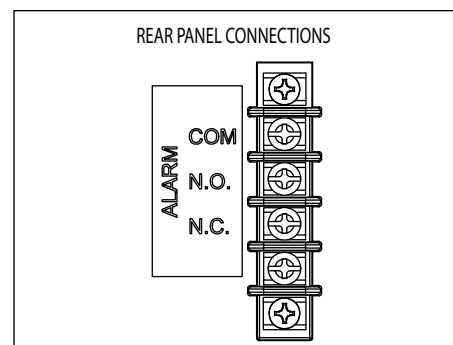 REAR PANEL CONNECTIONS
ALARM
COM
N.O.
N.C.